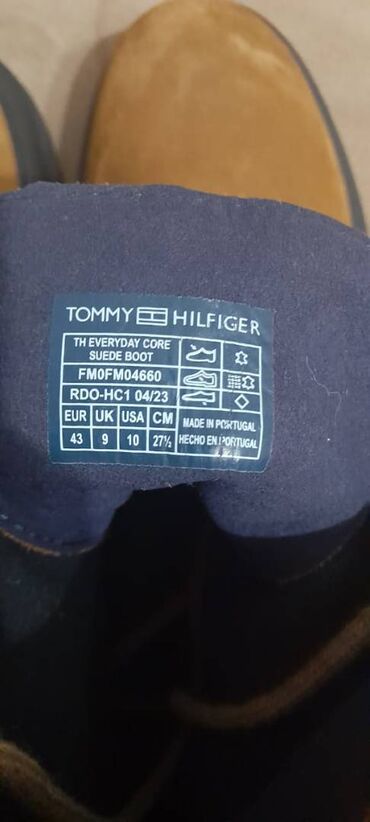 TOMMY HILFIGER
TH EVERYDAY CORE
SUEDE BOOT
FM0FM04660
RDO-HC1 04/23
EUR UK USA CM
43 9 10 27½
MADE IN PORTUGAL
HECHO EN PORTUGAL